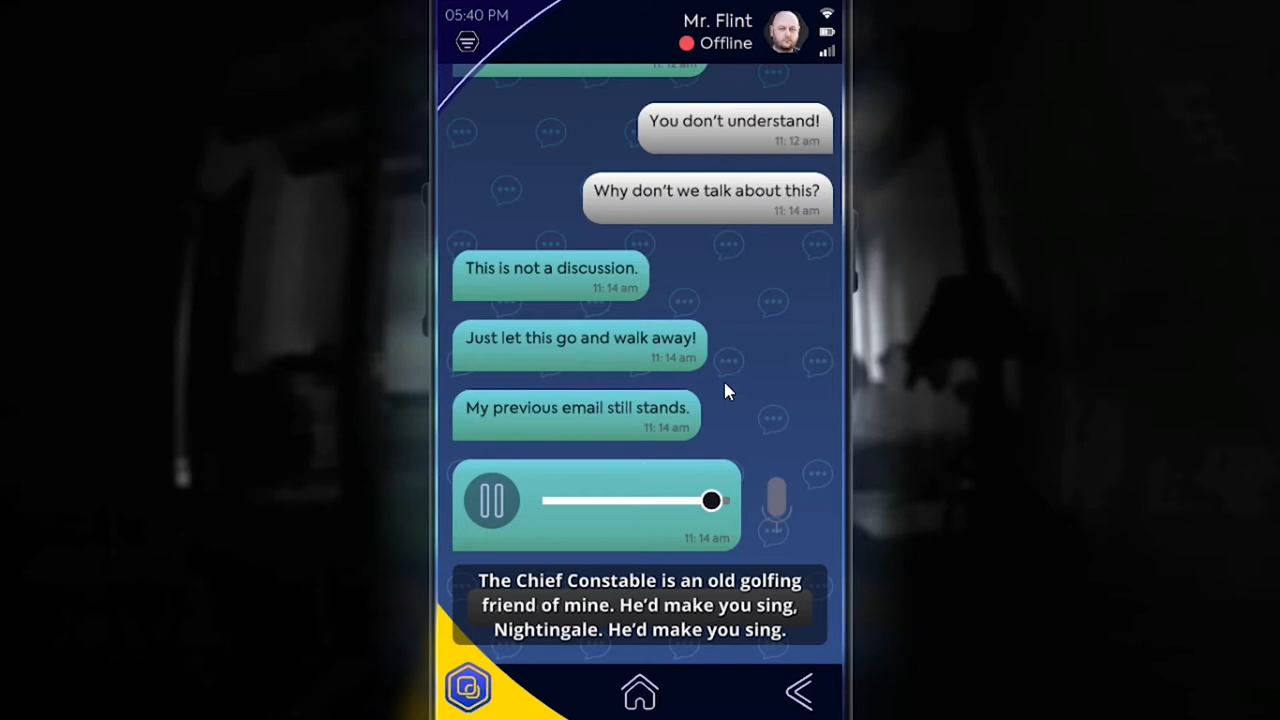 05:40 PM
Mr. Flint
Offline
11: 12 am
You don't understand!
11: 12 am
Why don't we talk about this?
11: 14 am
This is not a discussion.
11: 14 am
Just let this go and walk away!
11: 14 am
My previous email still stands.
11: 14 am
11: 14 am
The Chief Constable is an old golfing
friend of mine. He'd make you sing,
Nightingale. He'd make you sing.